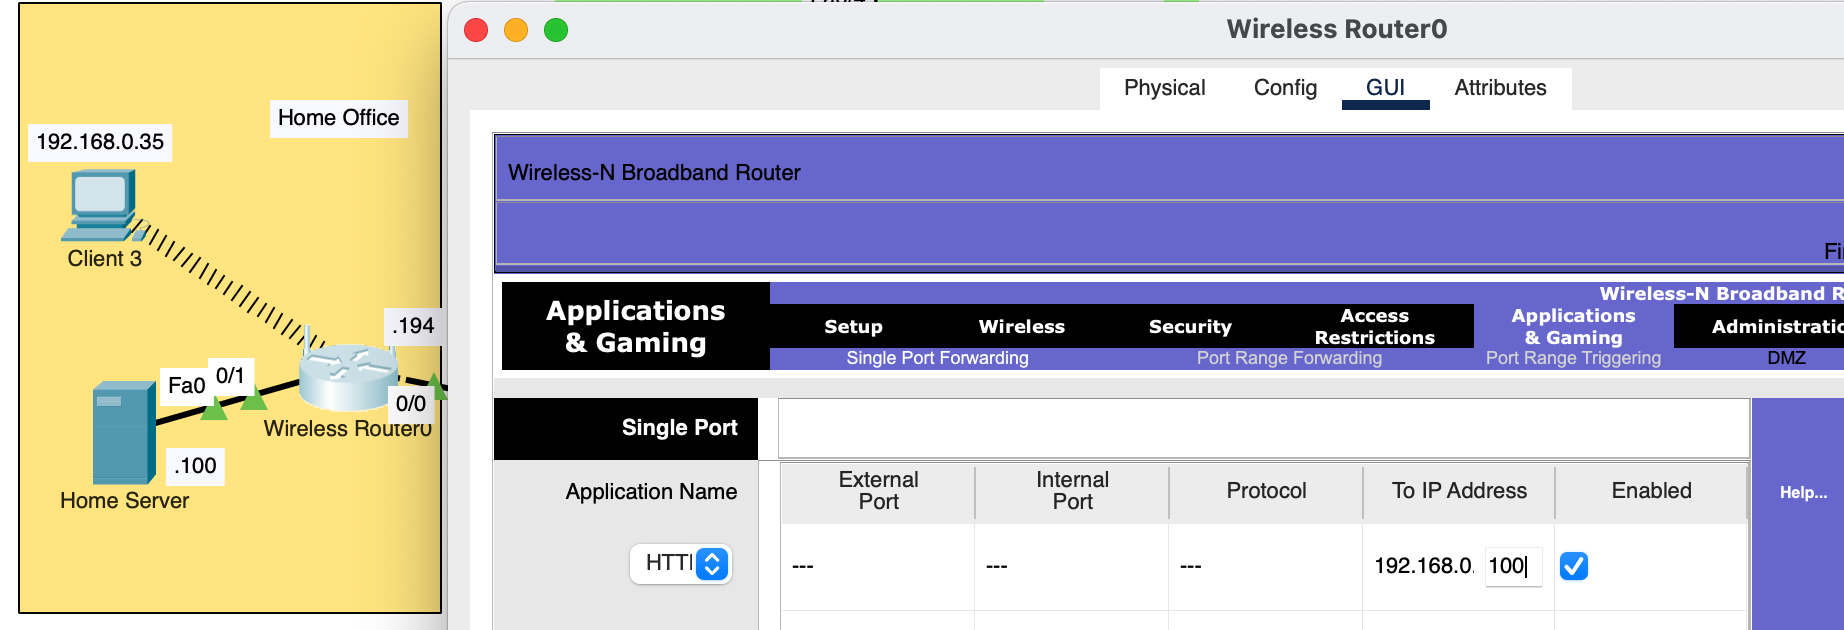 Home Office
192.168.0.35
Client 3
.194
Fa0
0/1
0/0
Wireless Router0
.100
Home Server
Wireless Router0
Physical
Config
GUI
Attributes
Wireless-N Broadband Router
Fi
Wireless-N Broadband R
Applications
& Gaming
Setup
Wireless
Security
Access
Restrictions
Applications
& Gaming
Administratio
Single Port Forwarding
Port Range Forwarding
Port Range Triggering
DMZ
Single Port
Application Name
External
Port
Internal
Port
Protocol
To IP Address
Enabled
Help...
HTTP
---
---
---
192.168.0.
100